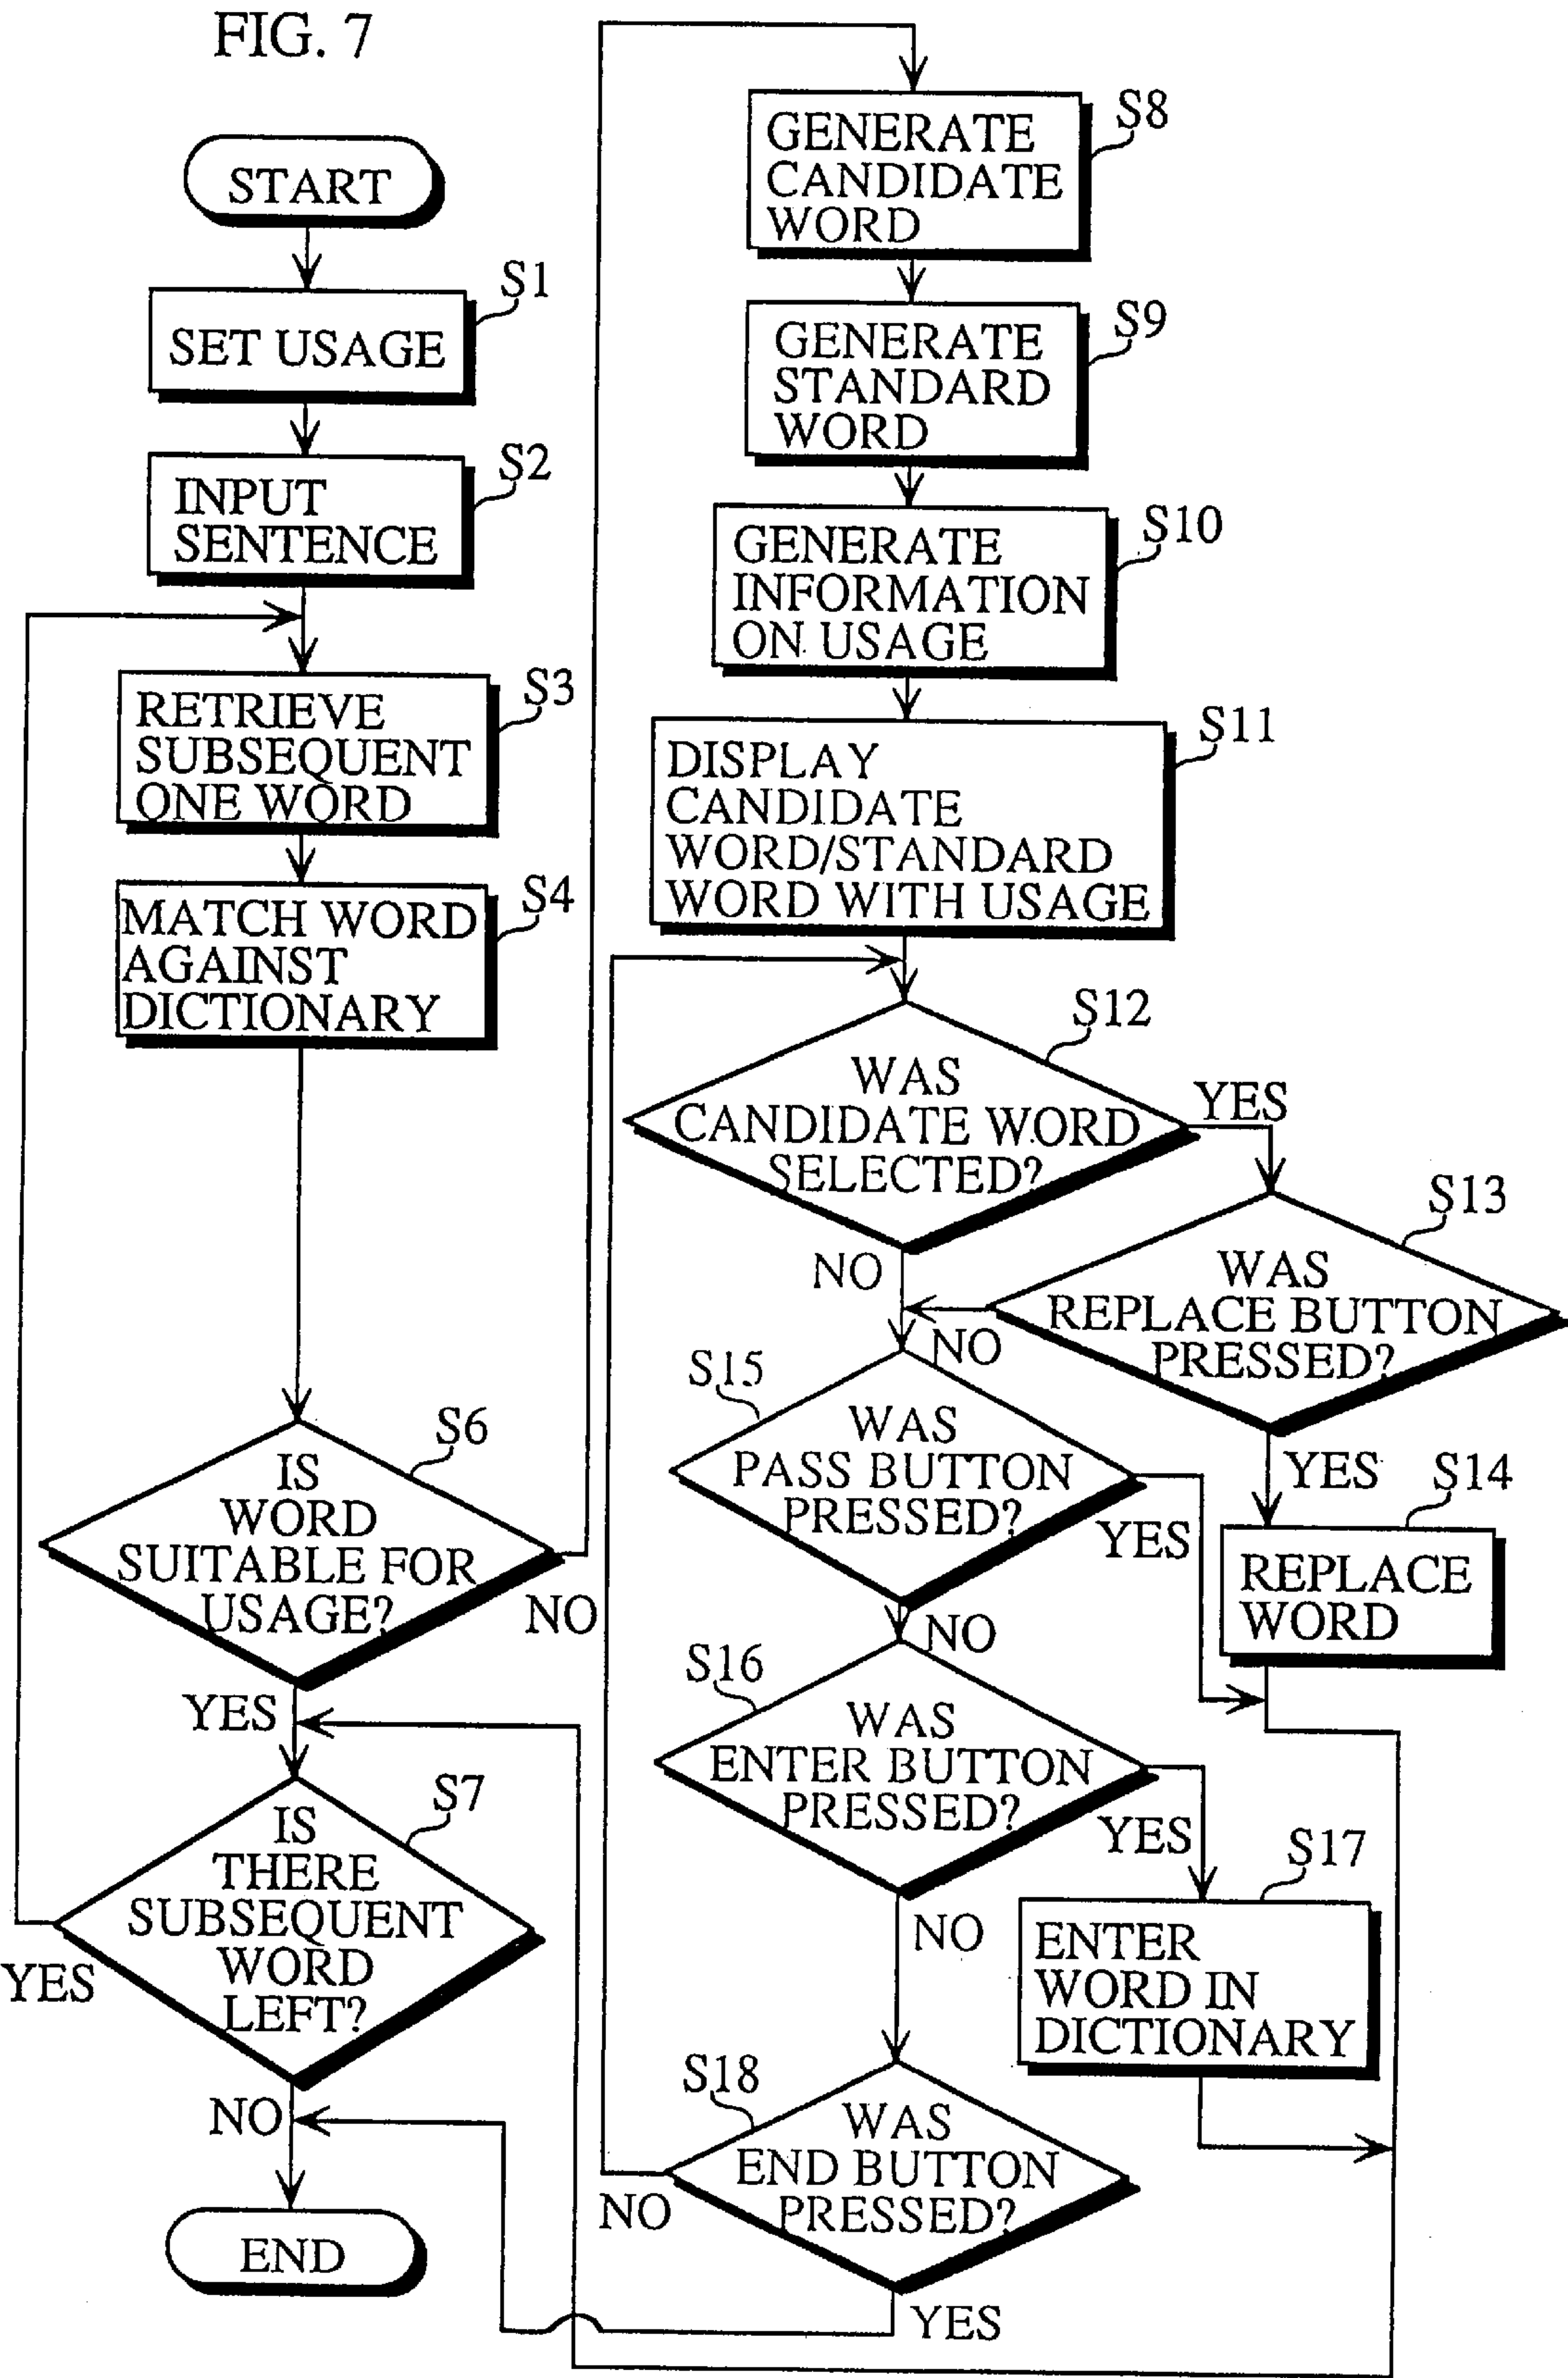 FIG. 7
START
S1
SET USAGE
S2
INPUT
SENTENCE
S3
RETRIEVE
SUBSEQUENT
ONE WORD
S4
MATCH WORD
AGAINST
DICTIONARY
S6
IS
WORD
SUITABLE FOR
USAGE?
NO
YES
S7
IS
THERE
SUBSEQUENT
WORD
LEFT?
YES
NO
END
S8
GENERATE
CANDIDATE
WORD
S9
GENERATE
STANDARD
WORD
S10
GENERATE
INFORMATION
ON USAGE
S11
DISPLAY
CANDIDATE
WORD/STANDARD
WORD WITH USAGE
S12
WAS
CANDIDATE WORD
SELECTED?
YES
NO
S13
WAS
REPLACE BUTTON
PRESSED?
NO
YES
S14
REPLACE
WORD
S15
WAS
PASS BUTTON
PRESSED?
YES
NO
S16
WAS
ENTER BUTTON
PRESSED?
YES
NO
S17
ENTER
WORD IN
DICTIONARY
S18
WAS
END BUTTON
PRESSED?
NO
YES